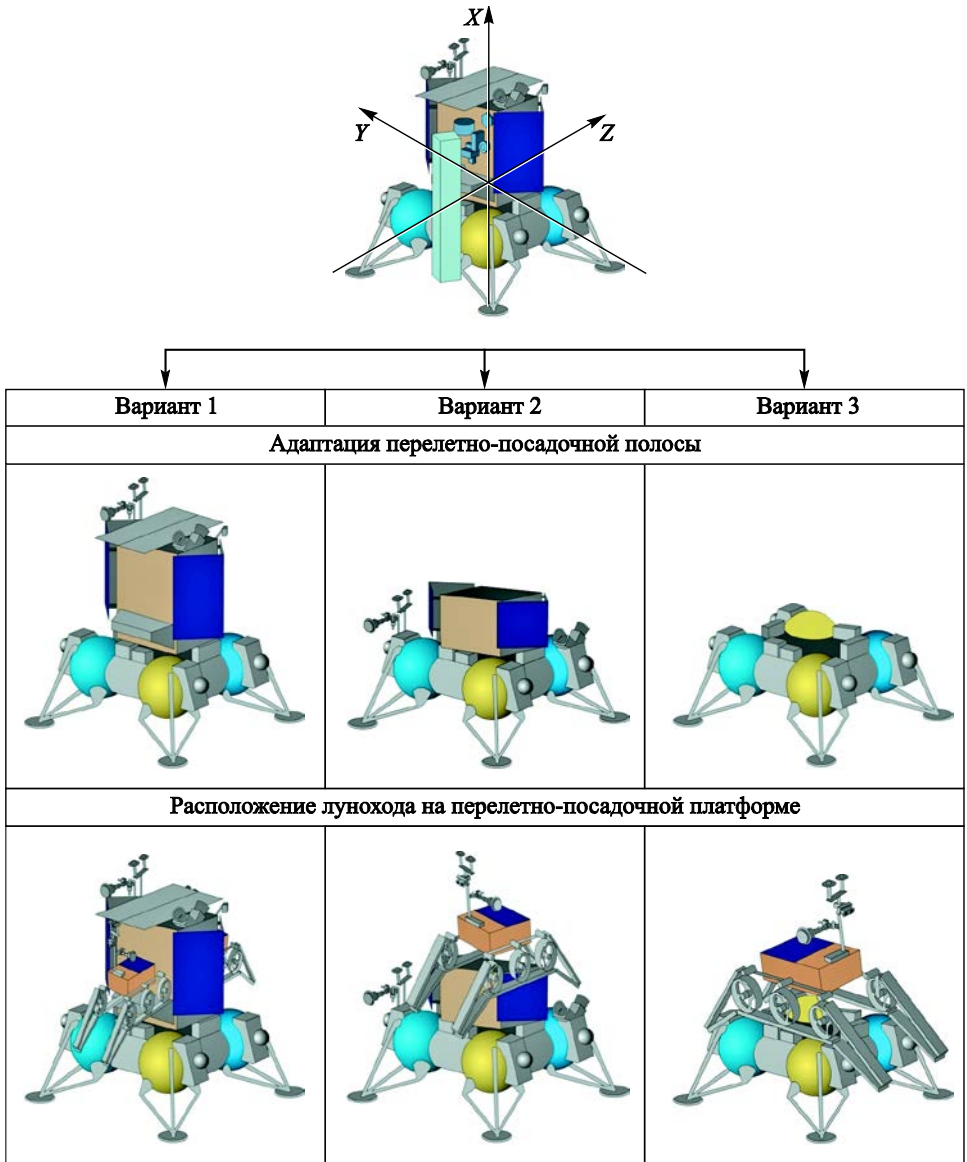 X
Y
Z
Вариант 1
Вариант 2
Вариант 3
Адаптация перелетно-посадочной полосы
Расположение лунохода на перелетно-посадочной платформе